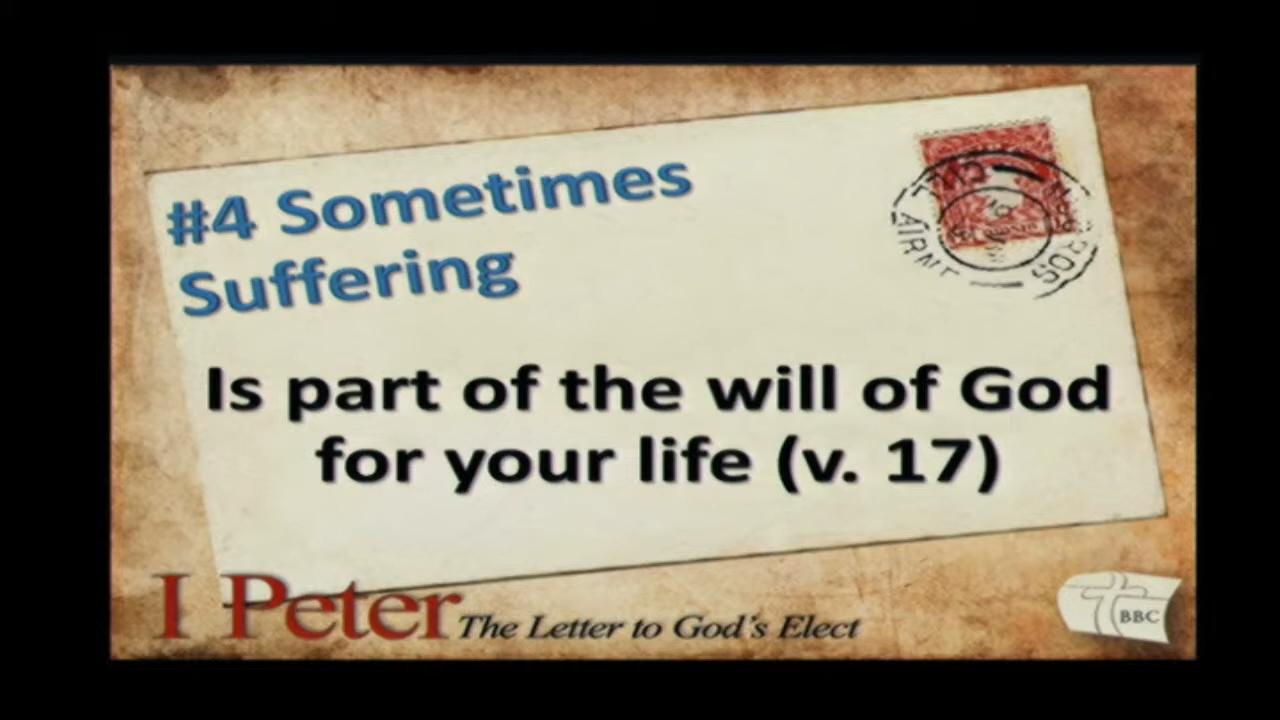 #4 Sometimes
Suffering
Is part of the will of God
for your life (v. 17)
I Peter The Letter to God's Elect
BBC